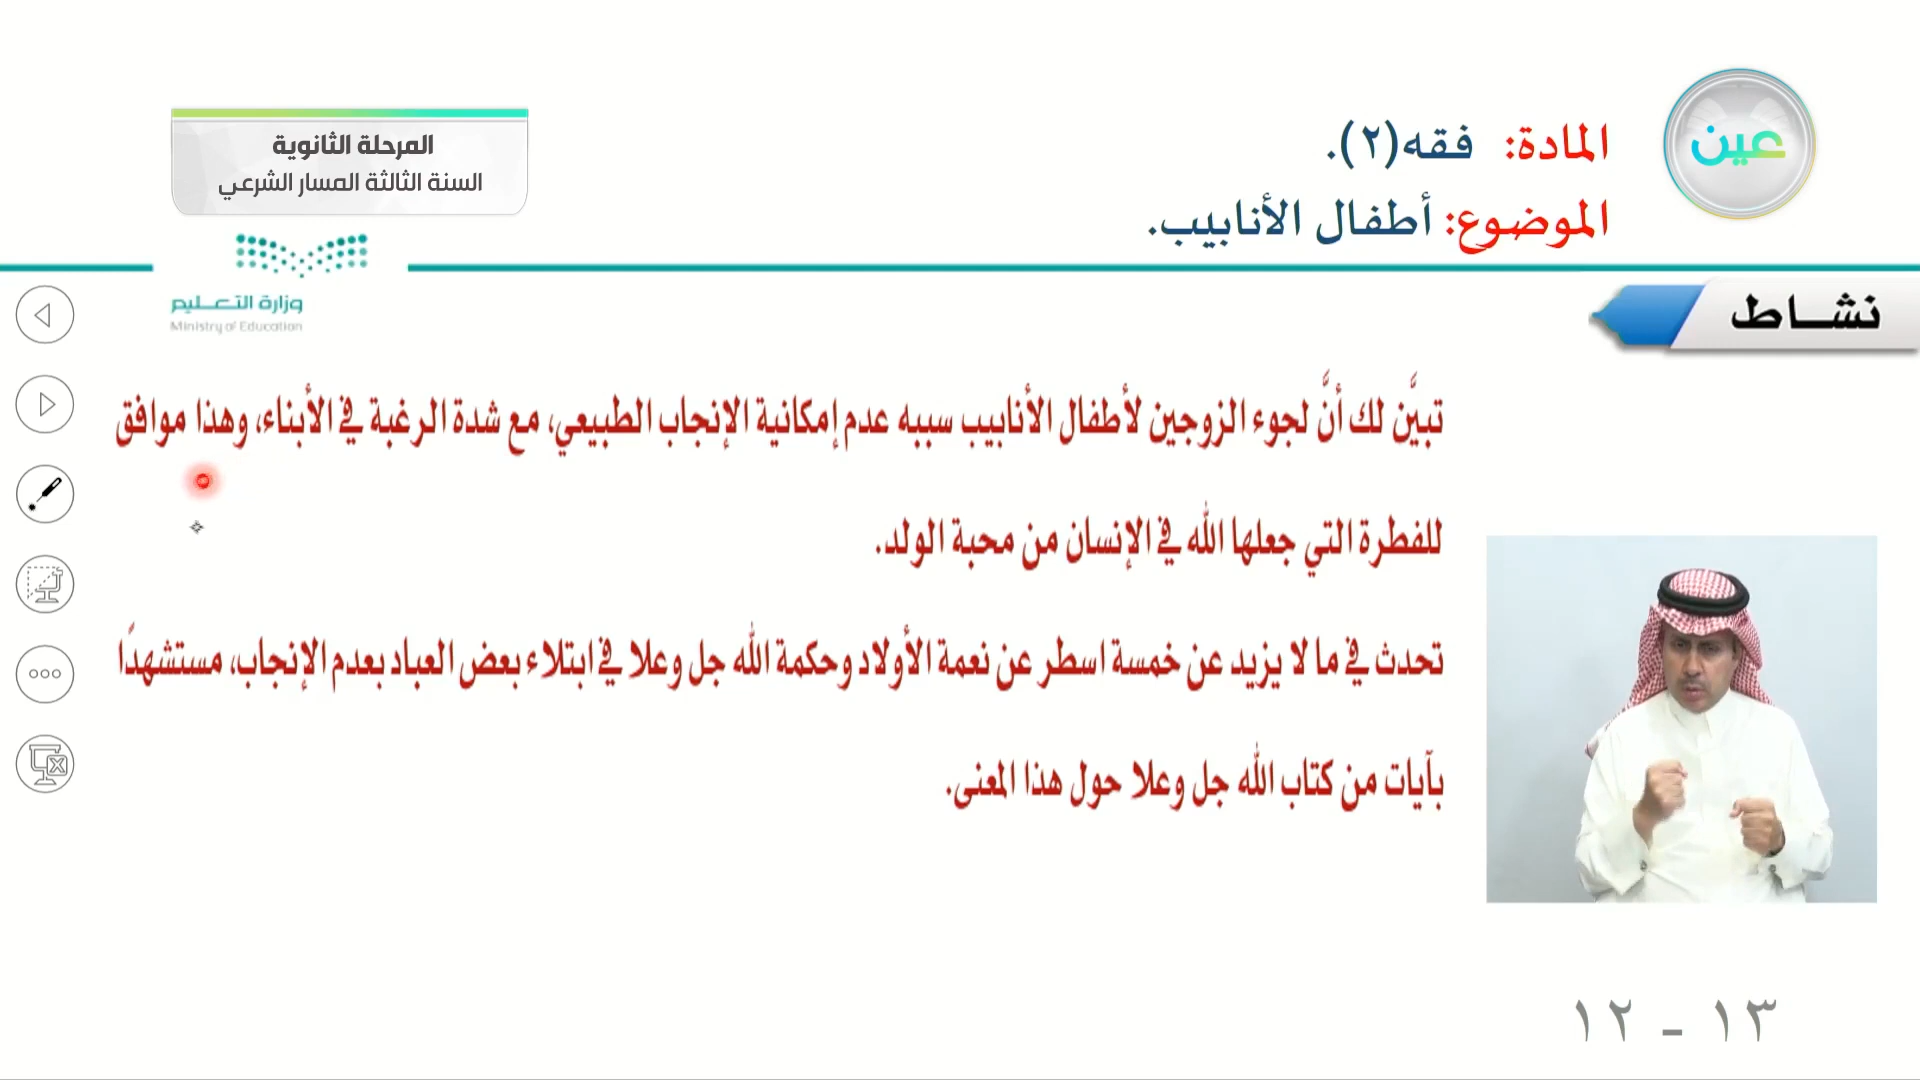 المادة: فقه(٢).
الموضوع: أطفال الأنابيب.
عين
المرحلة الثانوية
السنة الثالثة المسار الشرعي
وزارة التعليم
Ministry of Education
نشاط
تبيَّن لك أنَّ لجوء الزوجين لأطفال الأنابيب سببه عدم إمكانية الإنجاب الطبيعي، مع شدة الرغبة في الأبناء، وهذا موافق
للفطرة التي جعلها الله في الإنسان من محبة الولد.
تحدث في ما لا يزيد عن خمسة اسطر عن نعمة الأولاد وحكمة الله جل وعلا في ابتلاء بعض العباد بعدم الإنجاب، مستشهدًا
بآيات من كتاب الله جل وعلا حول هذا المعنى.
١٣ - ١٢